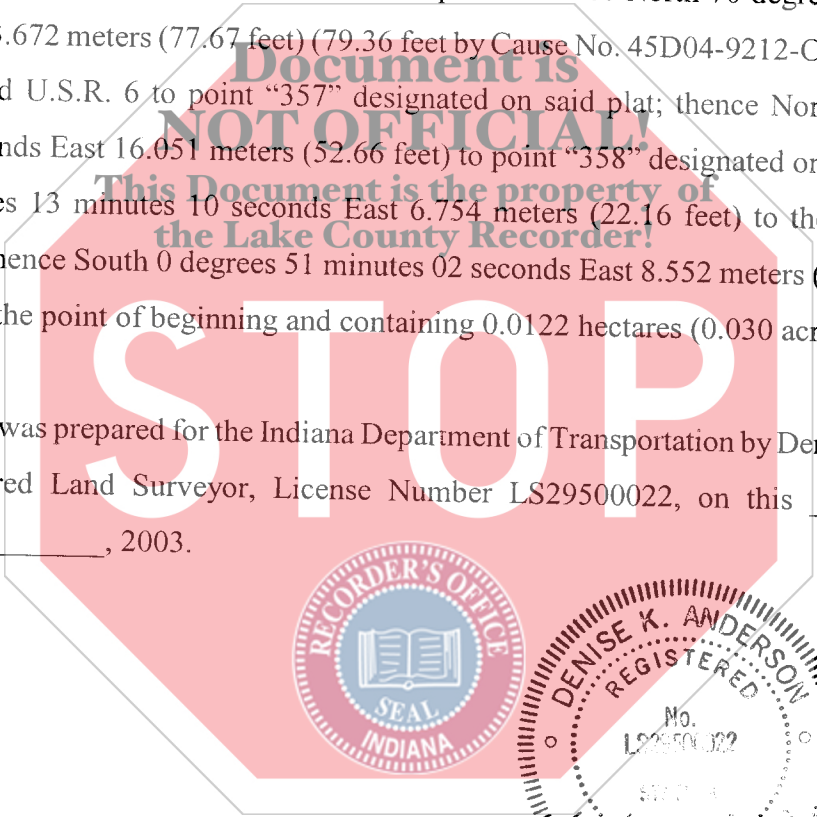 North 70 degre
.672 meters (77.67 feet) (79.36 feet by Cause No. 45D04-9212-C
Document is
d U.S.R. 6 to point “357” designated on said plat; thence Nor
NOT OFFICIAL!
nds East 16.051 meters (52.66 feet) to point “358” designated or
This Document is the property of
es 13 minutes 10 seconds East 6.754 meters (22.16 feet) to the
the Lake County Recorder!
hence South 0 degrees 51 minutes 02 seconds East 8.552 meters (
the point of beginning and containing 0.0122 hectares (0.030 acr
STOP
was prepared for the Indiana Department of Transportation by Den
red Land Surveyor, License Number LS29500022, on this
, 2003.
RECORDER'S OFFICE
SEAL
INDIANA
DENISE K. ANDERSON
REGISTERED
No.
LS29500022